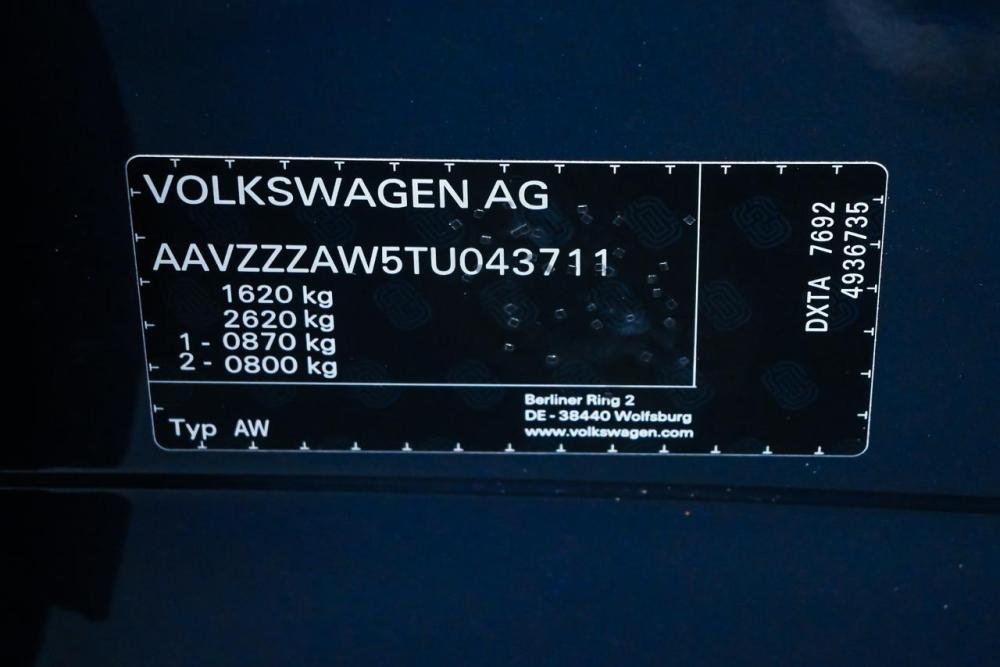 VOLKSWAGEN AG
AAVZZZAW5TU043711
1620 kg
2620 kg
1 - 0870 kg
2 - 0800 kg
Typ AW
Berliner Ring 2
DE - 38440 Wolfsburg
www.volkswagen.com
DXTA 7692
4936735